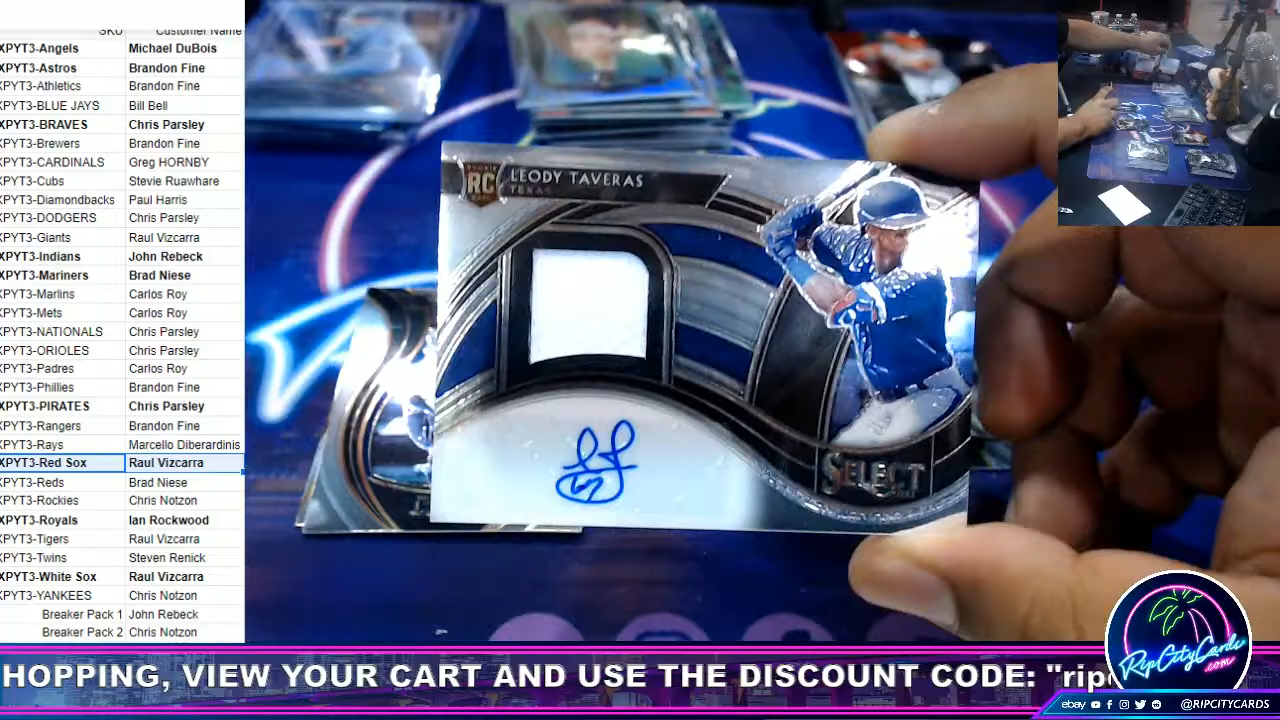 SKU Customer Name
XPYT3-Angels Michael DuBois
XPYT3-Astros Brandon Fine
XPYT3-Athletics Brandon Fine
XPYT3-BLUE JAYS Bill Bell
XPYT3-BRAVES Chris Parsley
XPYT3-Brewers Brandon Fine
XPYT3-CARDINALS Greg HORNBY
XPYT3-Cubs Stevie Ruawhare
XPYT3-Diamondbacks Paul Harris
XPYT3-DODGERS Chris Parsley
XPYT3-Giants Raul Vizcarra
XPYT3-Indians John Rebeck
XPYT3-Mariners Brad Niese
XPYT3-Marlins Carlos Roy
XPYT3-Mets Carlos Roy
XPYT3-NATIONALS Chris Parsley
XPYT3-ORIOLES Chris Parsley
XPYT3-Padres Carlos Roy
XPYT3-Phillies Brandon Fine
XPYT3-PIRATES Chris Parsley
XPYT3-Rangers Brandon Fine
XPYT3-Rays Marcello Diberardinis
XPYT3-Red Sox Raul Vizcarra
XPYT3-Reds Brad Niese
XPYT3-Rockies Chris Notzon
XPYT3-Royals Ian Rockwood
XPYT3-Tigers Raul Vizcarra
XPYT3-Twins Steven Renick
XPYT3-White Sox Raul Vizcarra
XPYT3-YANKEES Chris Notzon
Breaker Pack 1 John Rebeck
Breaker Pack 2 Chris Notzon
ROOKIE
RC
LEODY TAVERAS
TEXAS
SELECT
HOPPING, VIEW YOUR CART AND USE THE DISCOUNT CODE: "rip
RipCityCards
.com
ebay @RIPCITYCARDS